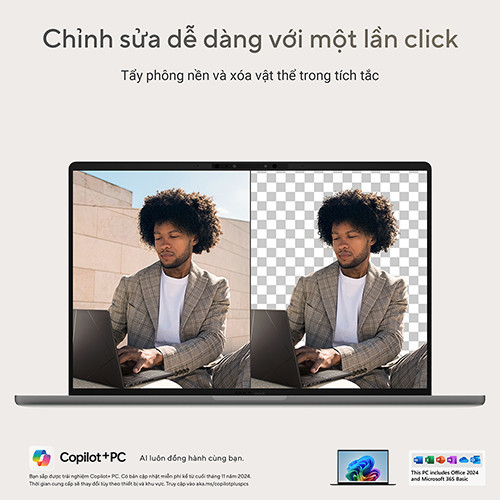 Chỉnh sửa dễ dàng với một lần click
Tẩy phông nền và xóa vật thể trong tích tắc
Copilot+PC
AI luôn đồng hành cùng bạn.
Bạn sắp được trải nghiệm Copilot+ PC. Có bản cập nhật miễn phí kể từ cuối tháng 11 năm 2024.
Thời gian cung cấp sẽ thay đổi tùy theo thiết bị và khu vực. Truy cập vào aka.ms/copilotpluspcs
This PC includes Office 2024
and Microsoft 365 Basic